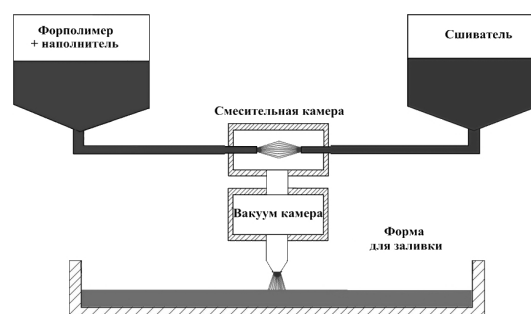 Форполимер
+ наполнитель
Сшиватель
Смесительная камера
Вакуум камера
Форма
для заливки